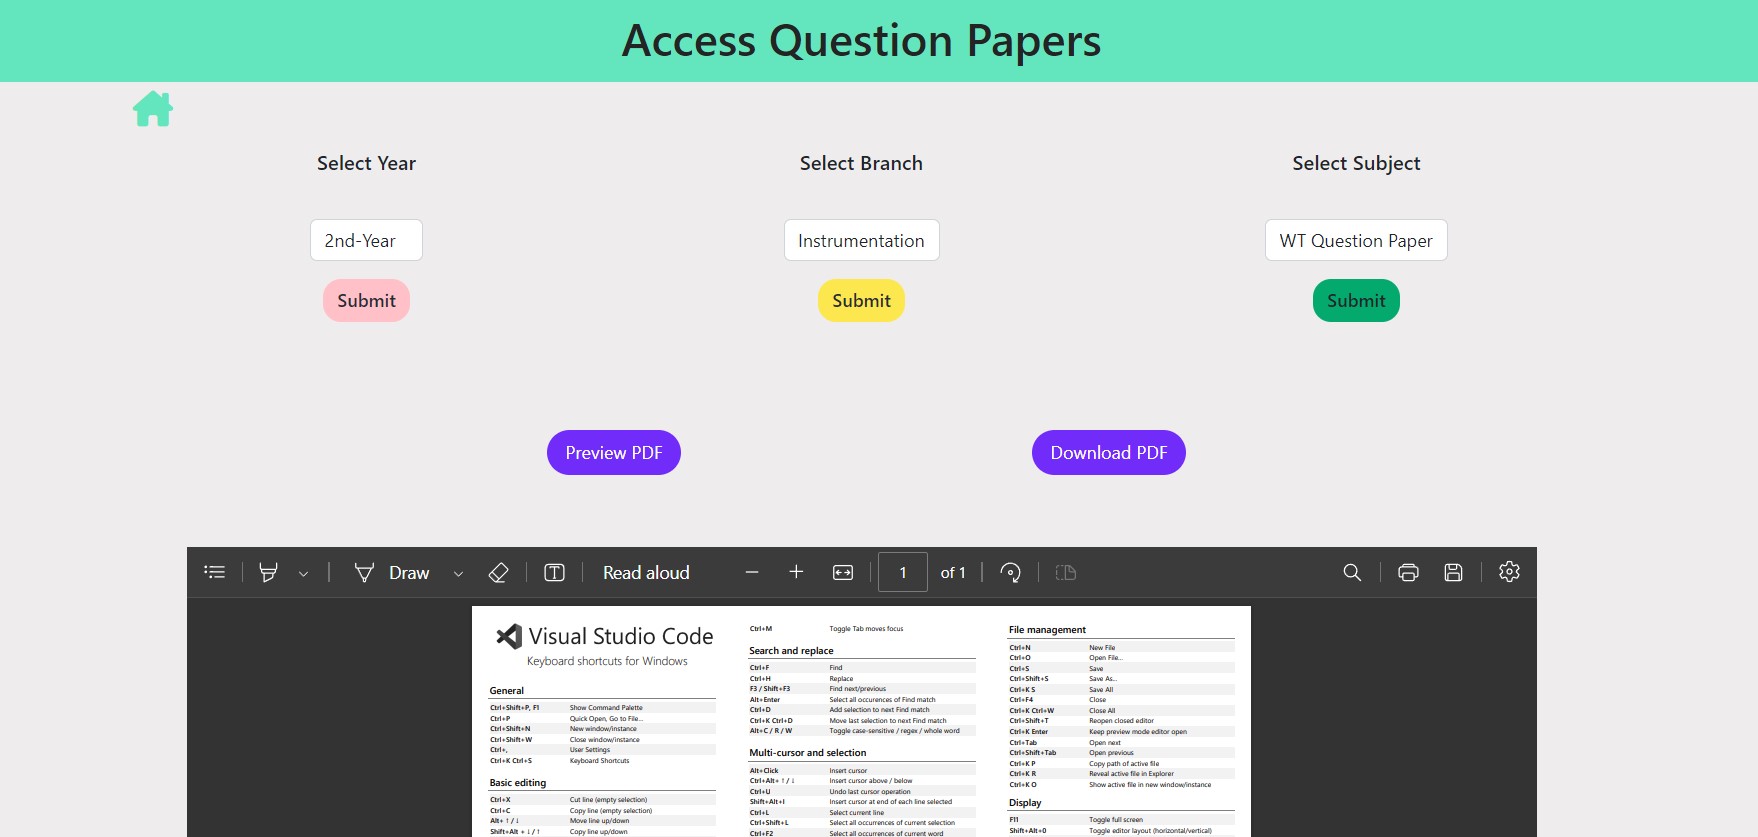 Access Question Papers
Select Year
Select Branch
Select Subject
2nd-Year
Instrumentation
WT Question Paper
Submit
Submit
Submit
Preview PDF
Download PDF
Draw
Read aloud
1
of 1
Visual Studio Code
Keyboard shortcuts for Windows
General
Ctrl+Shift+P, F1 Show Command Palette
Ctrl+P Quick Open, Go to File...
Ctrl+Shift+N New window/instance
Ctrl+Shift+W Close window/instance
Ctrl+, User Settings
Ctrl+K Ctrl+S Keyboard Shortcuts
Basic editing
Ctrl+X Cut line (empty selection)
Ctrl+C Copy line (empty selection)
Alt+ ↑ / ↓ Move line up/down
Shift+Alt + ↓ / ↑ Copy line up/down
Ctrl+M Toggle Tab moves focus
Search and replace
Ctrl+F Find
Ctrl+H Replace
F3 / Shift+F3 Find next/previous
Alt+Enter Select all occurences of Find match
Ctrl+D Add selection to next Find match
Ctrl+K Ctrl+D Move last selection to next Find match
Alt+C / R / W Toggle case-sensitive / regex / whole word
Multi-cursor and selection
Alt+Click Insert cursor
Ctrl+Alt+ ↑ / ↓ Insert cursor above / below
Ctrl+U Undo last cursor operation
Shift+Alt+I Insert cursor at end of each line selected
Ctrl+L Select current line
Ctrl+Shift+L Select all occurrences of current selection
Ctrl+F2 Select all occurrences of current word
File management
Ctrl+N New File
Ctrl+O Open File...
Ctrl+S Save
Ctrl+Shift+S Save As...
Ctrl+K S Save All
Ctrl+F4 Close
Ctrl+K Ctrl+W Close All
Ctrl+Shift+T Reopen closed editor
Ctrl+K Enter Keep preview mode editor open
Ctrl+Tab Open next
Ctrl+Shift+Tab Open previous
Ctrl+K P Copy path of active file
Ctrl+K R Reveal active file in Explorer
Ctrl+K O Show active file in new window/instance
Display
F11 Toggle full screen
Shift+Alt+0 Toggle editor layout (horizontal/vertical)